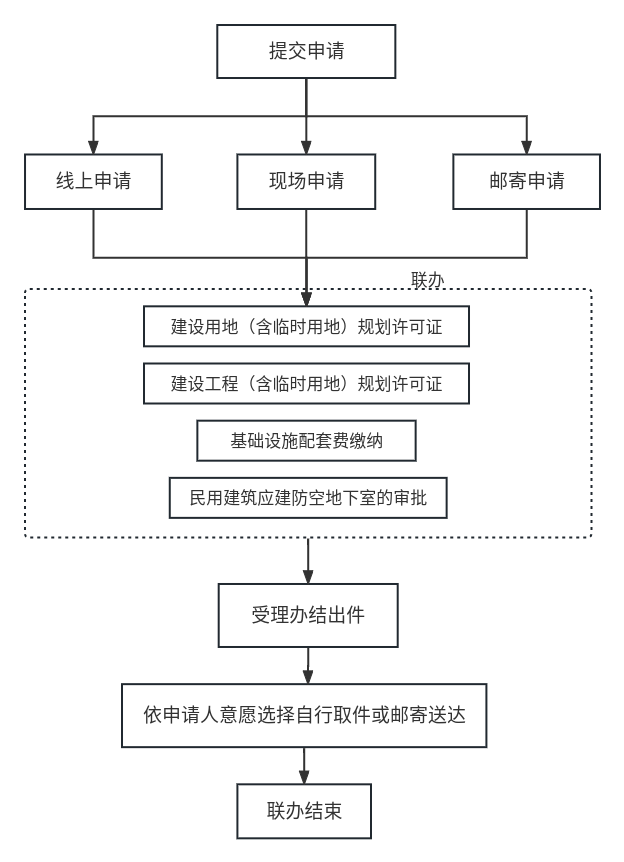 提交申请
线上申请
现场申请
邮寄申请
联办
建设用地（含临时用地）规划许可证
建设工程（含临时用地）规划许可证
基础设施配套费缴纳
民用建筑应建防空地下室的审批
受理办结出件
依申请人意愿选择自行取件或邮寄送达
联办结束